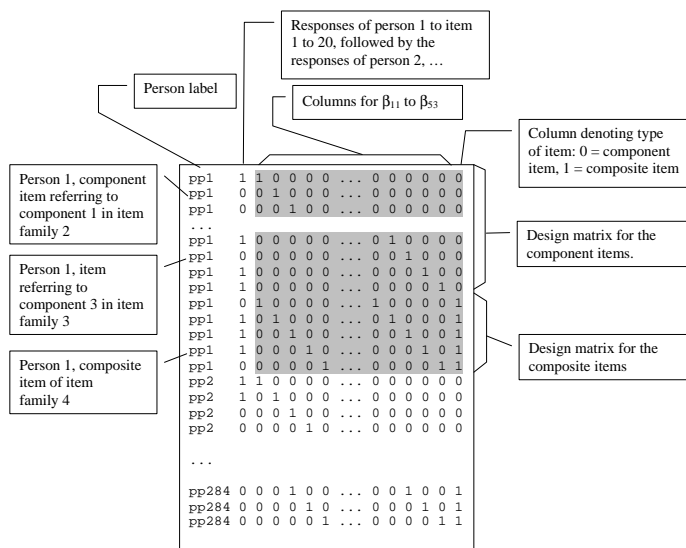 Responses of person 1 to item
1 to 20, followed by the
responses of person 2, …
Person label
Columns for β11 to β53
Column denoting type
of item: 0 = component
item, 1 = composite item
Person 1, component
item referring to
component 1 in item
family 2
Person 1, item
referring to
component 3 in item
family 3
Person 1, composite
item of item
family 4
Design matrix for the
component items.
Design matrix for the
composite items
pp1 1 1 0 0 0 0 ... 0 0 0 0 0 0
pp1 0 0 1 0 0 0 ... 0 0 0 0 0 0
pp1 0 0 0 1 0 0 ... 0 0 0 0 0 0
...
pp1 1 0 0 0 0 0 ... 0 1 0 0 0 0
pp1 0 0 0 0 0 0 ... 0 0 1 0 0 0
pp1 1 0 0 0 0 0 ... 0 0 0 1 0 0
pp1 1 0 0 0 0 0 ... 0 0 0 0 1 0
pp1 0 1 0 0 0 0 ... 1 0 0 0 0 1
pp1 1 0 1 0 0 0 ... 0 1 0 0 0 1
pp1 1 0 0 1 0 0 ... 0 0 1 0 0 1
pp1 1 0 0 0 1 0 ... 0 0 0 1 0 1
pp1 0 0 0 0 0 1 ... 0 0 0 0 1 1
pp2 1 1 0 0 0 0 ... 0 0 0 0 0 0
pp2 1 0 1 0 0 0 ... 0 0 0 0 0 0
pp2 0 0 0 1 0 0 ... 0 0 0 0 0 0
pp2 0 0 0 0 1 0 ... 0 0 0 0 0 0
...
pp284 0 0 0 1 0 0 ... 0 0 1 0 0 1
pp284 0 0 0 0 1 0 ... 0 0 0 1 0 1
pp284 0 0 0 0 0 1 ... 0 0 0 0 1 1